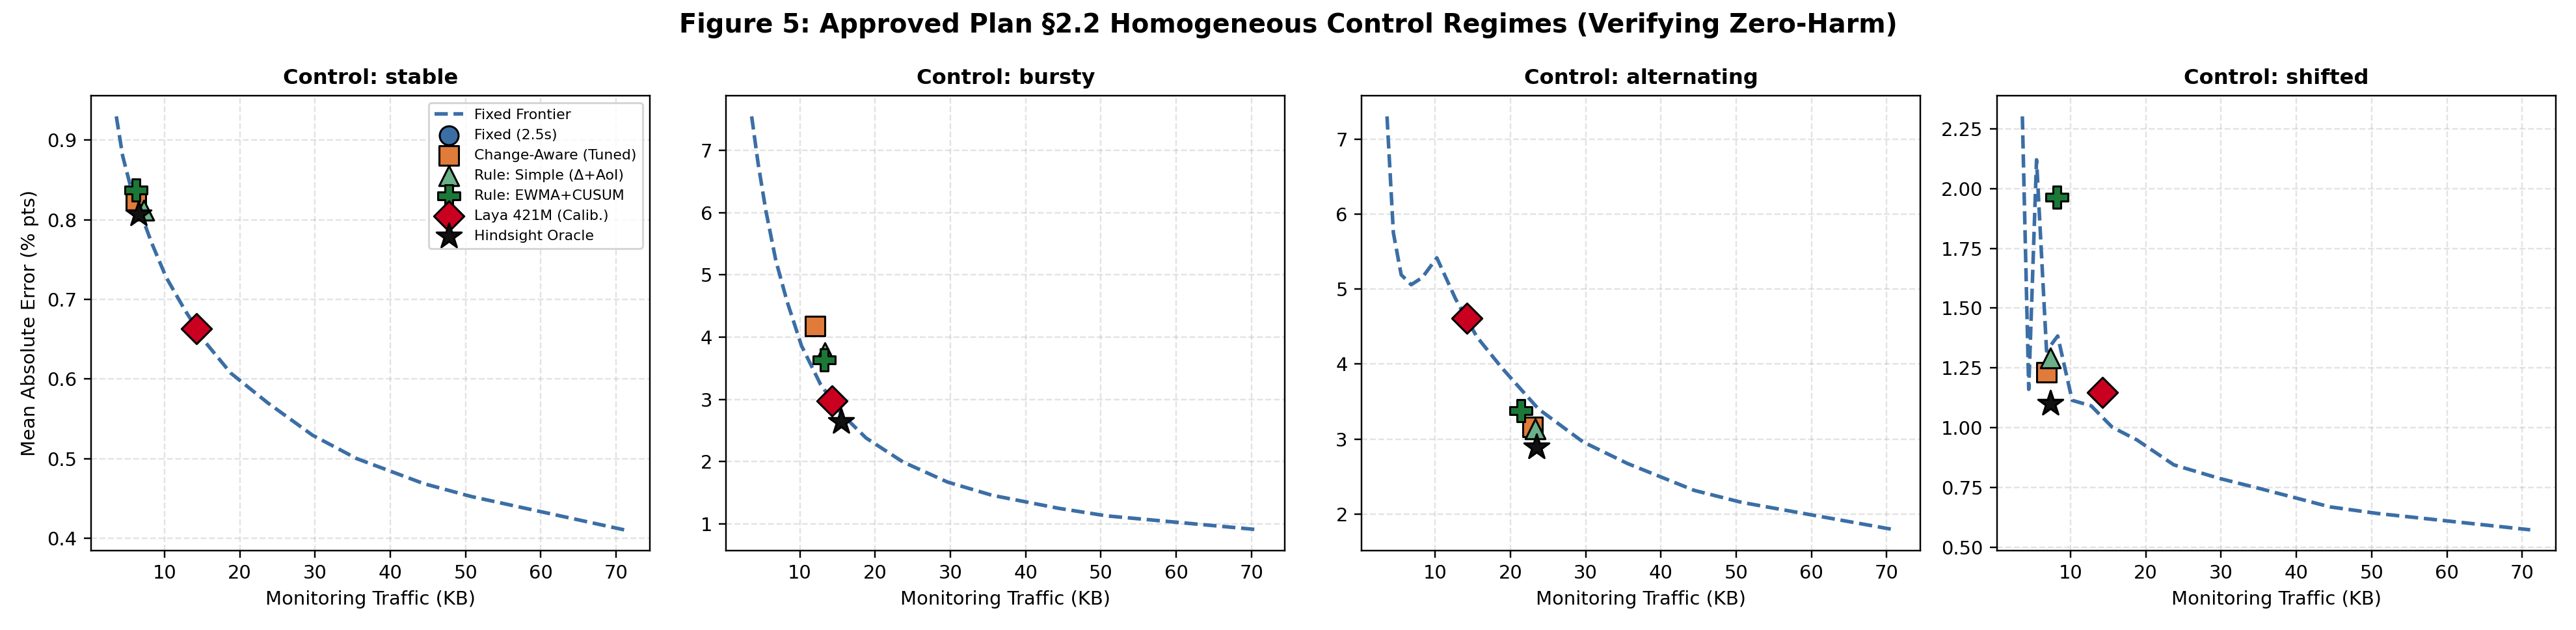 Figure 5: Approved Plan §2.2 Homogeneous Control Regimes (Verifying Zero-Harm)
Control: stable
Mean Absolute Error (% pts)
0.9
0.8
0.7
0.6
0.5
0.4
Fixed Frontier
Fixed (2.5s)
Change-Aware (Tuned)
Rule: Simple (Δ+AoI)
Rule: EWMA+CUSUM
Laya 421M (Calib.)
Hindsight Oracle
10 20 30 40 50 60 70
Monitoring Traffic (KB)
Control: bursty
7
6
5
4
3
2
1
10 20 30 40 50 60 70
Monitoring Traffic (KB)
Control: alternating
7
6
5
4
3
2
10 20 30 40 50 60 70
Monitoring Traffic (KB)
Control: shifted
2.25
2.00
1.75
1.50
1.25
1.00
0.75
0.50
10 20 30 40 50 60 70
Monitoring Traffic (KB)